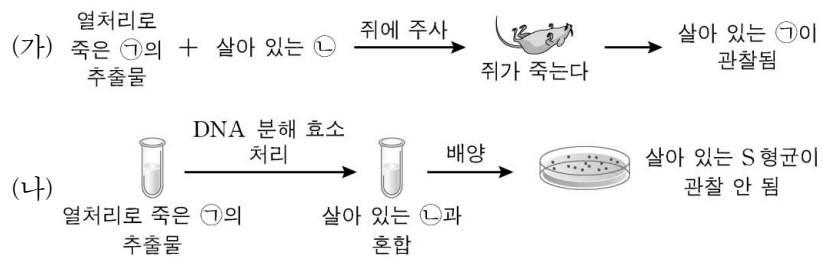 (가) 열처리로 죽은 ㉠의 추출물 + 살아 있는 ㉡ 쥐에 주사 쥐가 죽는다 살아 있는 ㉠이 관찰됨
(나) 열처리로 죽은 ㉠의 추출물 DNA 분해 효소 처리 살아 있는 ㉡과 혼합 배양 살아 있는 S형균이 관찰 안 됨